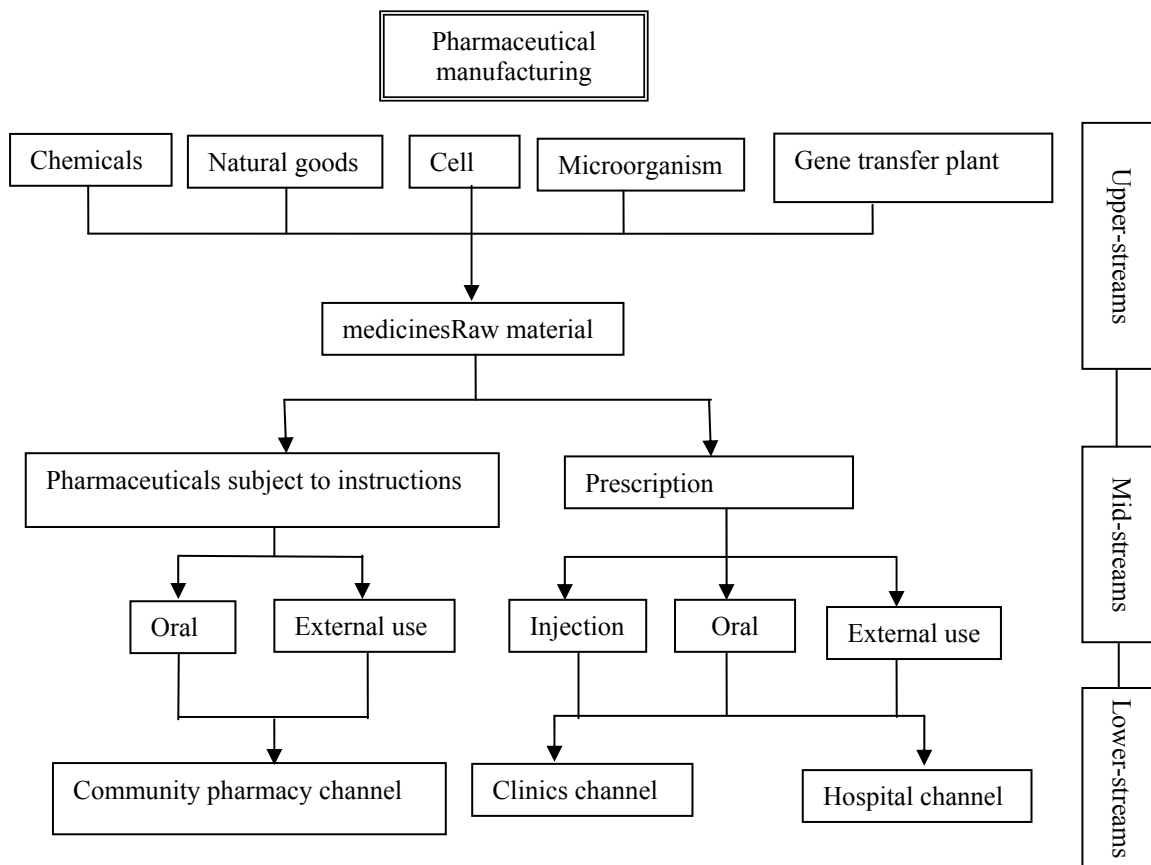 Pharmaceutical
manufacturing
Chemicals
Natural goods
Cell
Microorganism
Gene transfer plant
Upper-streams
medicinesRaw material
Pharmaceuticals subject to instructions
Prescription
Mid-streams
Oral
External use
Injection
Oral
External use
Lower-streams
Community pharmacy channel
Clinics channel
Hospital channel